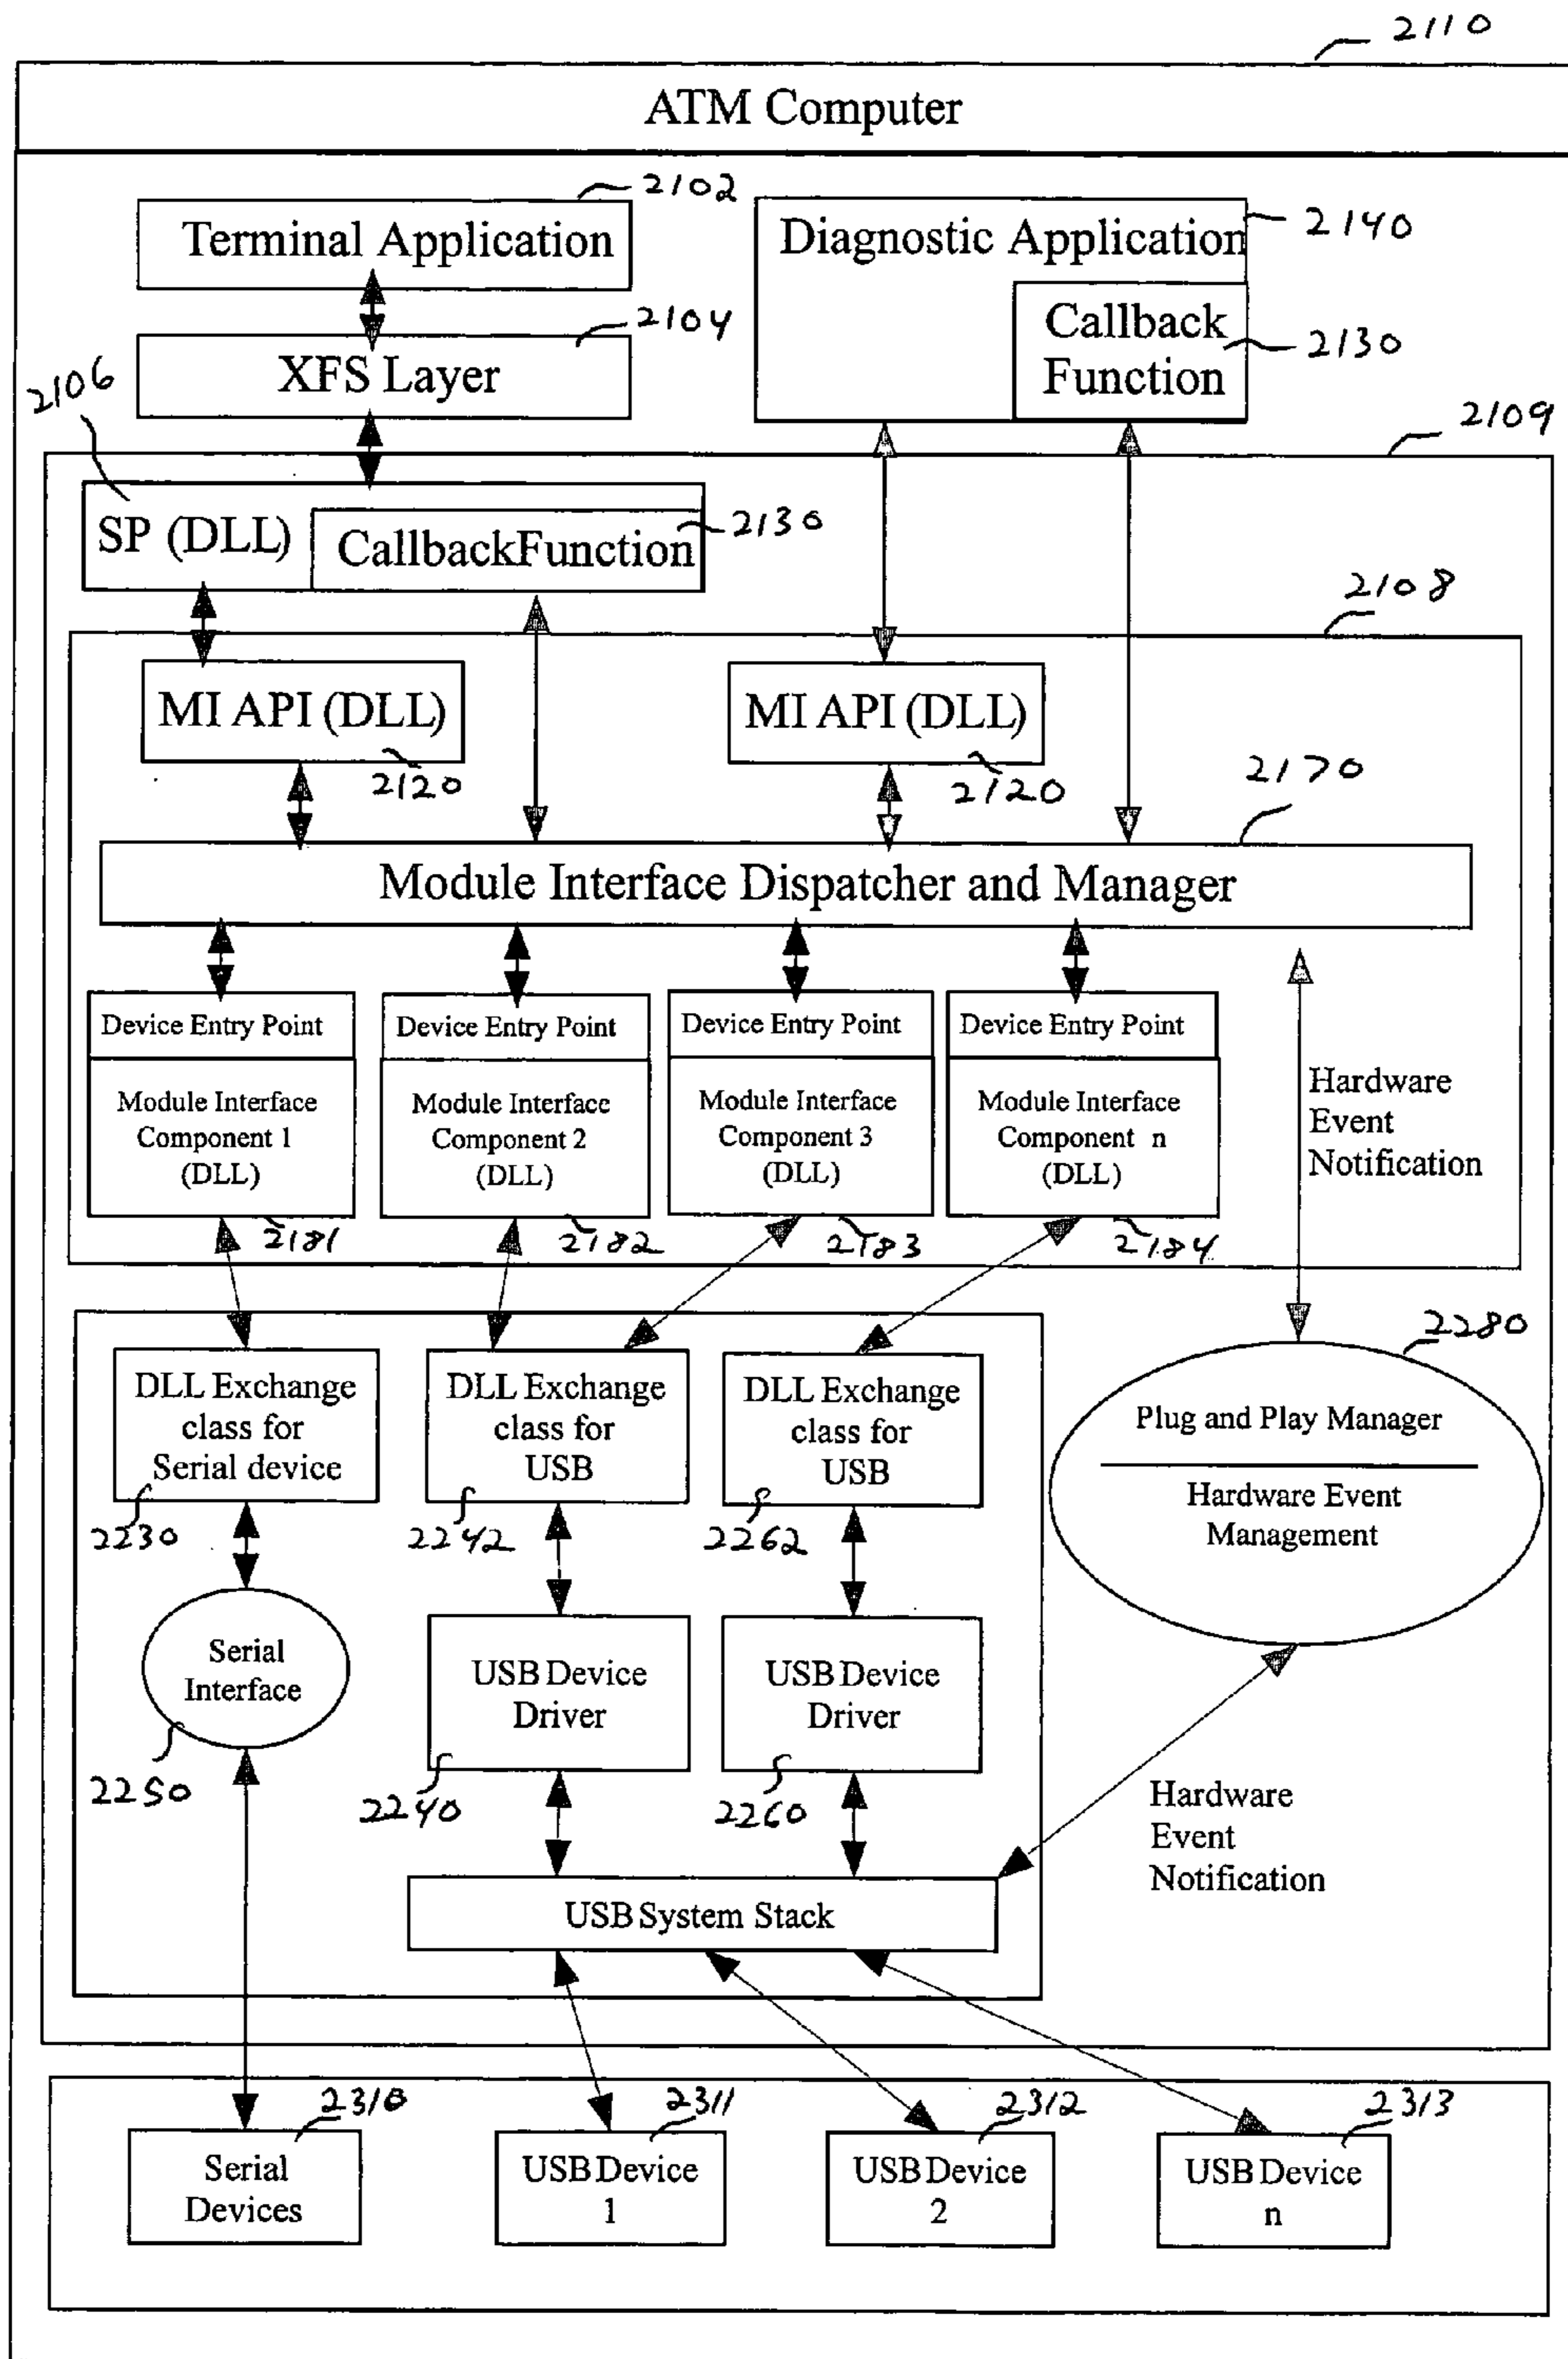 2110
ATM Computer
2102
Terminal Application
2140
Diagnostic Application
2104
XFS Layer
Callback
Function
2130
2106
2109
SP (DLL)
CallbackFunction
2130
2108
MI API (DLL)
2120
MI API (DLL)
2120
2170
Module Interface Dispatcher and Manager
Device Entry Point
Module Interface
Component 1
(DLL)
2181
Device Entry Point
Module Interface
Component 2
(DLL)
2182
Device Entry Point
Module Interface
Component 3
(DLL)
2183
Device Entry Point
Module Interface
Component n
(DLL)
2184
Hardware
Event
Notification
2280
Plug and Play Manager
Hardware Event
Management
DLL Exchange
class for
Serial device
2230
DLL Exchange
class for
USB
2242
DLL Exchange
class for
USB
2262
Serial
Interface
2250
USB Device
Driver
2240
USB Device
Driver
2260
Hardware
Event
Notification
USB System Stack
2310
Serial
Devices
2311
USB Device
1
2312
USB Device
2
2313
USB Device
n